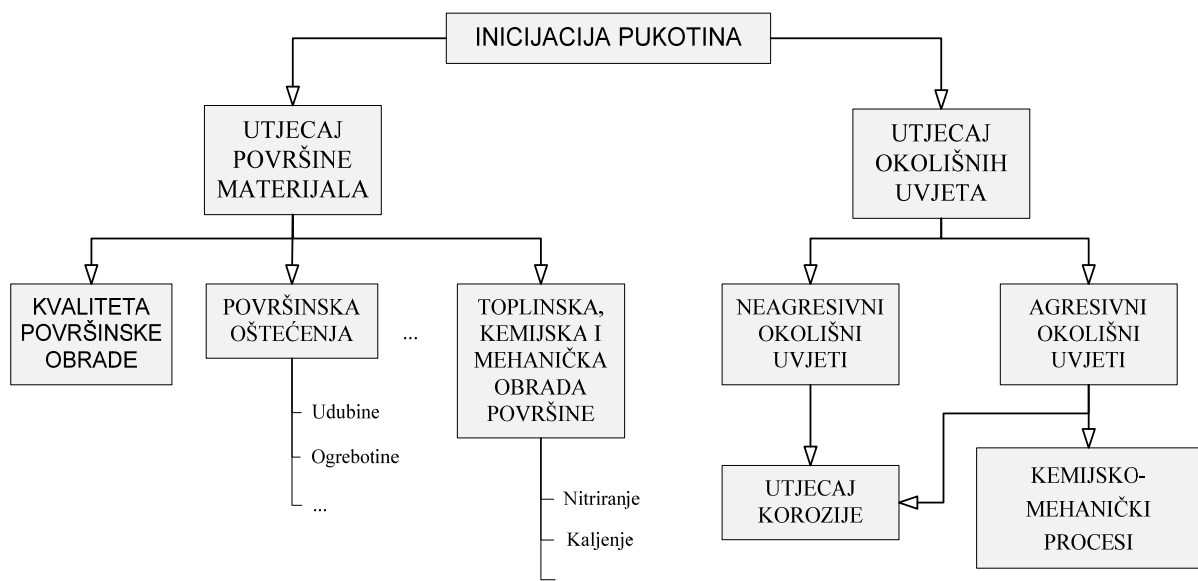 INICIJACIJA PUKOTINA
UTJECAJ
POVRŠINE
MATERIJALA
UTJECAJ
OKOLIŠNIH
UVJETA
KVALITETA
POVRŠINSKE
OBRADE
POVRŠINSKA
OŠTEĆENJA
...
TOPLINSKA,
KEMIJSKA I
MEHANIČKA
OBRADA
POVRŠINE
NEAGRESIVNI
OKOLIŠNI
UVJETI
AGRESIVNI
OKOLIŠNI
UVJETI
Udubine
Ogrebotine
...
Nitriranje
Kaljenje
UTJECAJ
KOROZIJE
KEMIJSKO-
MEHANIČKI
PROCESI